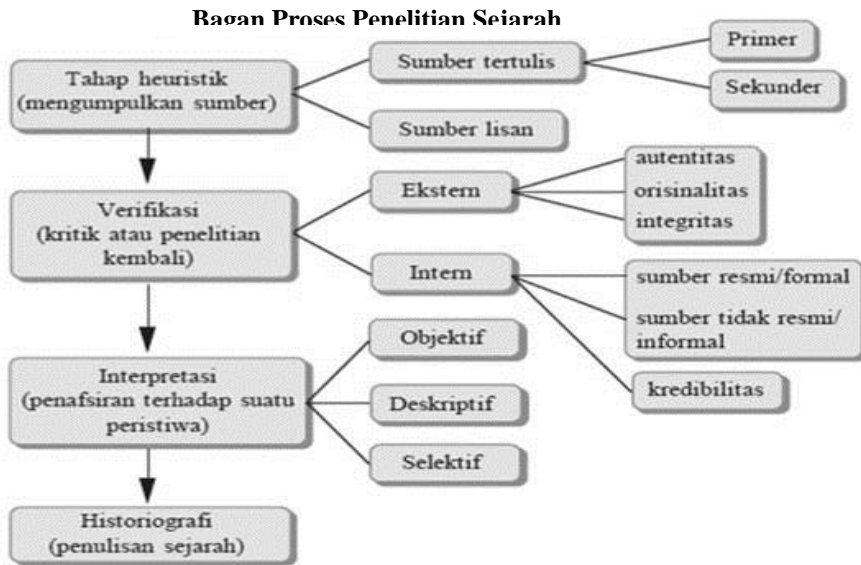 Bagan Proses Penelitian Sejarah
Tahap heuristik
(mengumpulkan sumber)
Sumber tertulis
Primer
Sekunder
Sumber lisan
Verifikasi
(kritik atau penelitian
kembali)
Ekstern
autentitas
orisinalitas
integritas
Intern
sumber resmi/formal
sumber tidak resmi/
informal
kredibilitas
Interpretasi
(penafsiran terhadap suatu
peristiwa)
Objektif
Deskriptif
Selektif
Historiografi
(penulisan sejarah)